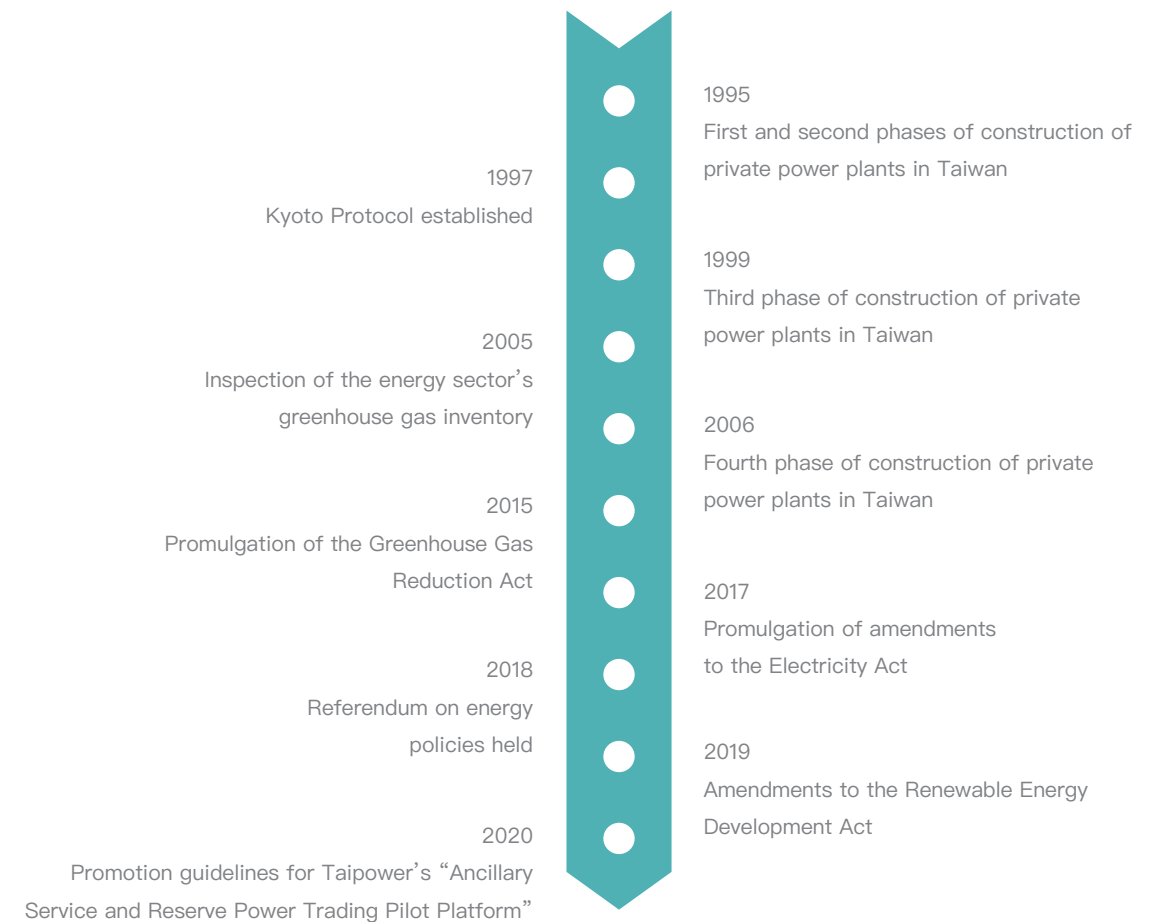 1995
First and second phases of construction of
private power plants in Taiwan
1997
Kyoto Protocol established
1999
Third phase of construction of private
power plants in Taiwan
2005
Inspection of the energy sector’s
greenhouse gas inventory
2006
Fourth phase of construction of private
power plants in Taiwan
2015
Promulgation of the Greenhouse Gas
Reduction Act
2017
Promulgation of amendments
to the Electricity Act
2018
Referendum on energy
policies held
2019
Amendments to the Renewable Energy
Development Act
2020
Promotion guidelines for Taipower’s “Ancillary
Service and Reserve Power Trading Pilot Platform”